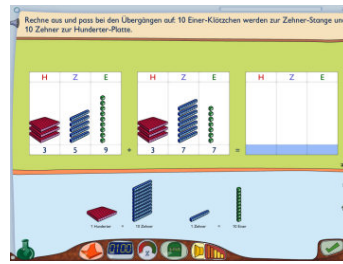 Rechne aus und pass bei den Übergängen auf: 10 Einer-Klötzchen werden zur Zehner-Stange und
10 Zehner zur Hunderter-Platte.
H Z E H Z E H Z E
3 5 9 + 3 7 7 =
1 Hunderter = 10 Zehner 1 Zehner = 10 Einer